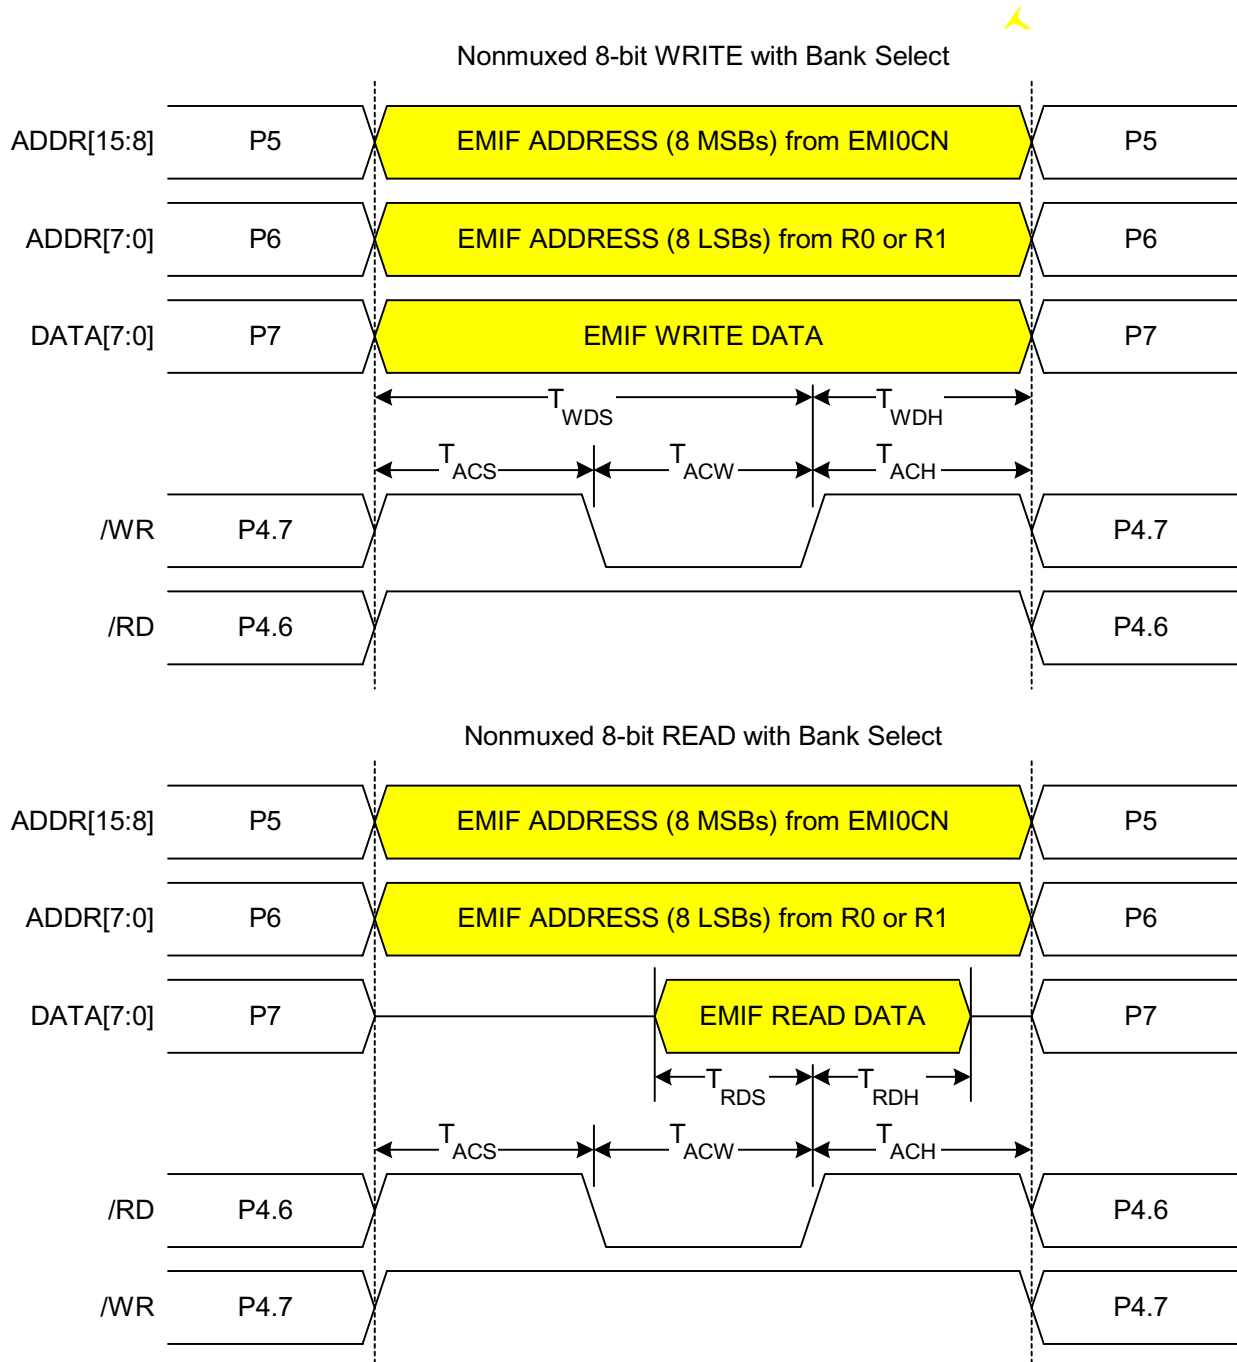 Nonmuxed 8-bit WRITE with Bank Select
ADDR[15:8] P5 EMIF ADDRESS (8 MSBs) from EMI0CN P5
ADDR[7:0] P6 EMIF ADDRESS (8 LSBs) from R0 or R1 P6
DATA[7:0] P7 EMIF WRITE DATA P7
TWDS TWDH
TACS TACW TACH
/WR P4.7 P4.7
/RD P4.6 P4.6
Nonmuxed 8-bit READ with Bank Select
ADDR[15:8] P5 EMIF ADDRESS (8 MSBs) from EMI0CN P5
ADDR[7:0] P6 EMIF ADDRESS (8 LSBs) from R0 or R1 P6
DATA[7:0] P7 EMIF READ DATA P7
TRDS TRDH
TACS TACW TACH
/RD P4.6 P4.6
/WR P4.7 P4.7